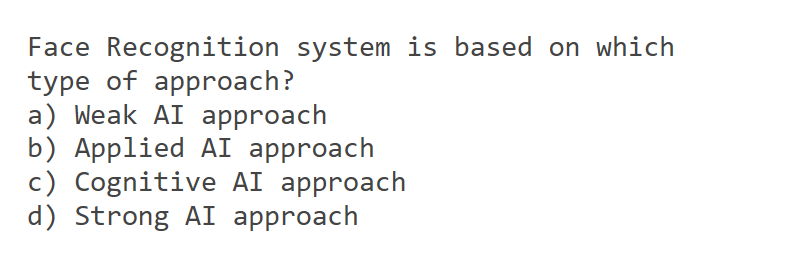 Face Recognition system is based on which
type of approach?
a) Weak AI approach
b) Applied AI approach
c) Cognitive AI approach
d) Strong AI approach